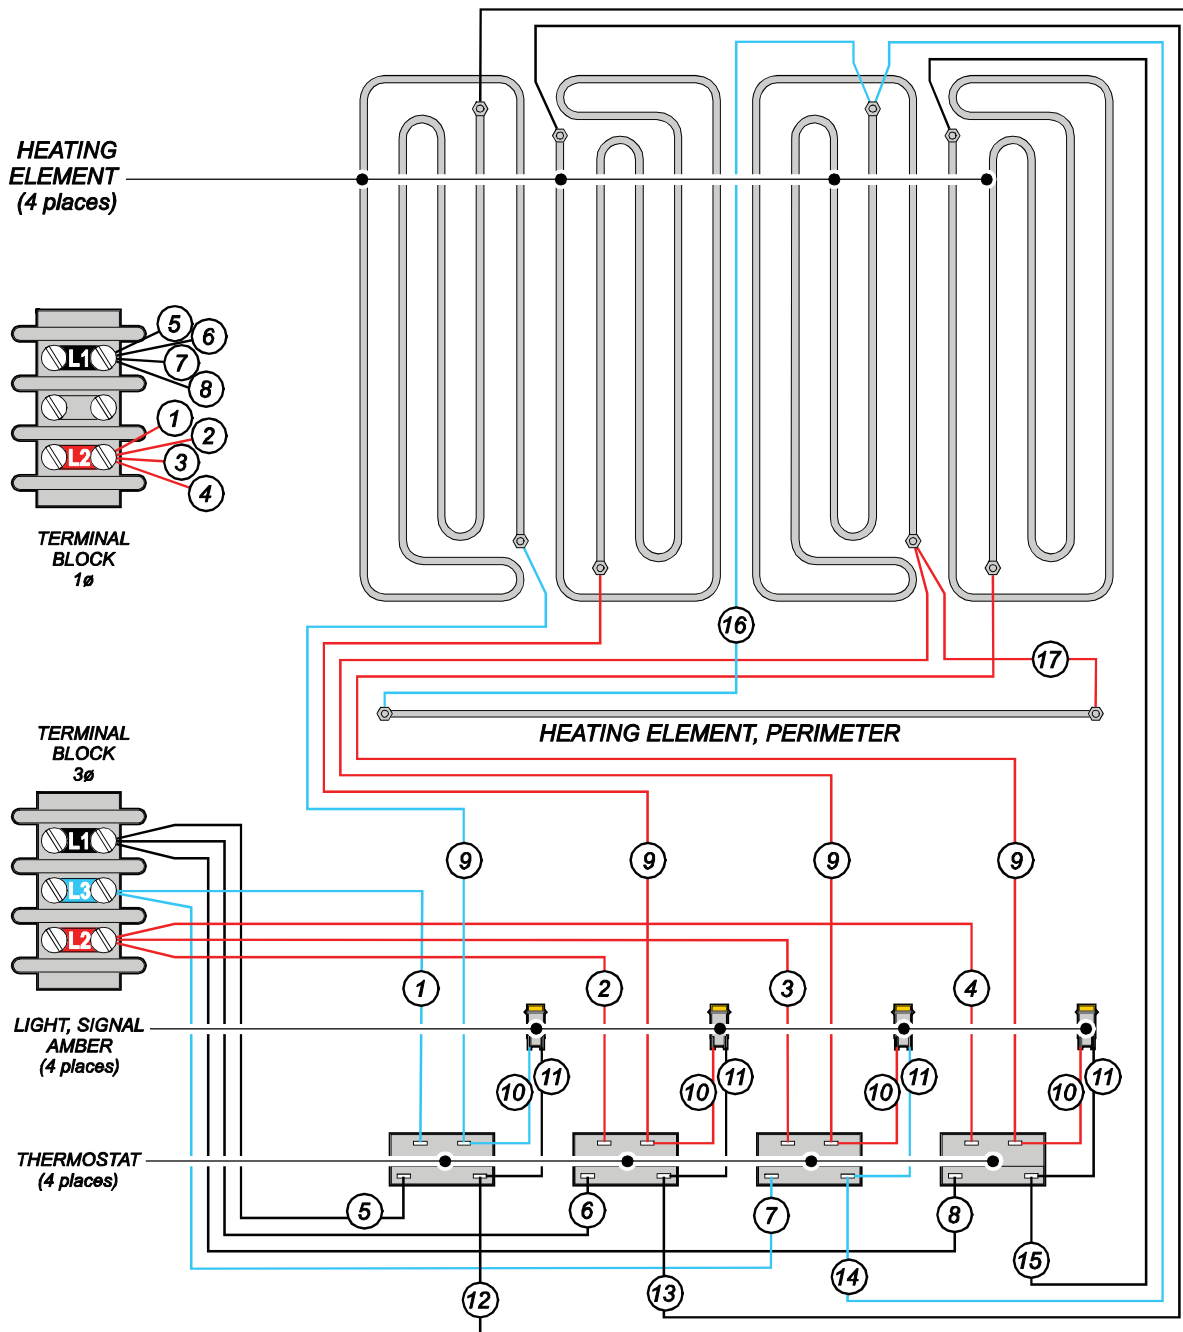 HEATING
ELEMENT
(4 places)
5
6
L1
7
8
1
2
L2
3
4
TERMINAL
BLOCK
1ø
16
17
HEATING ELEMENT, PERIMETER
TERMINAL
BLOCK
3ø
L1
9
9
9
9
L3
L2
1
2
3
4
LIGHT, SIGNAL
AMBER
(4 places)
10
11
10
11
10
11
10
11
THERMOSTAT
(4 places)
5
6
7
8
12
13
14
15